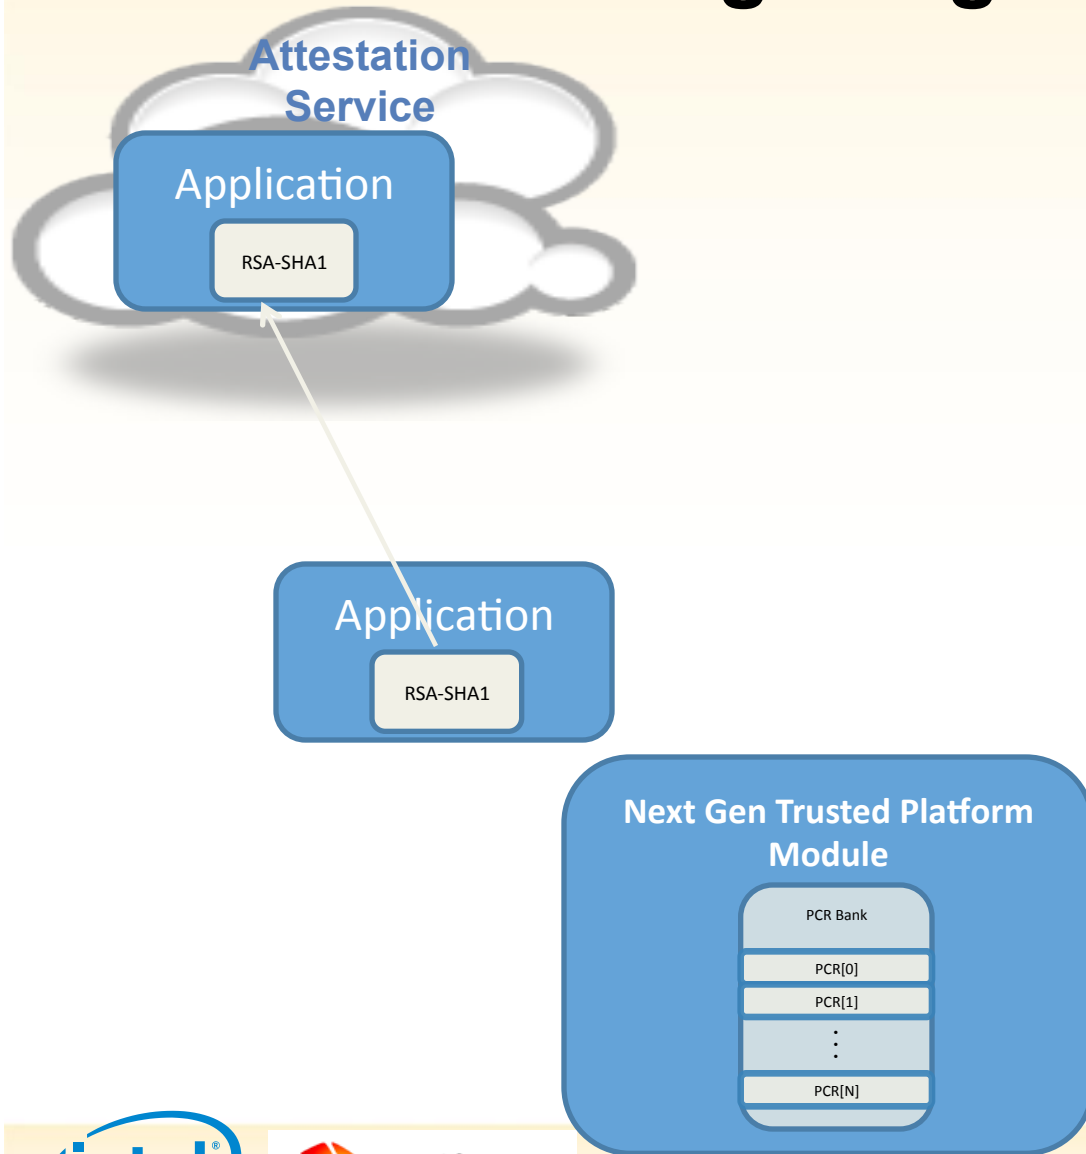 Attestation
Service
Application
RSA-SHA1
Application
RSA-SHA1
Next Gen Trusted Platform
Module
PCR Bank
PCR[0]
PCR[1]
PCR[N]